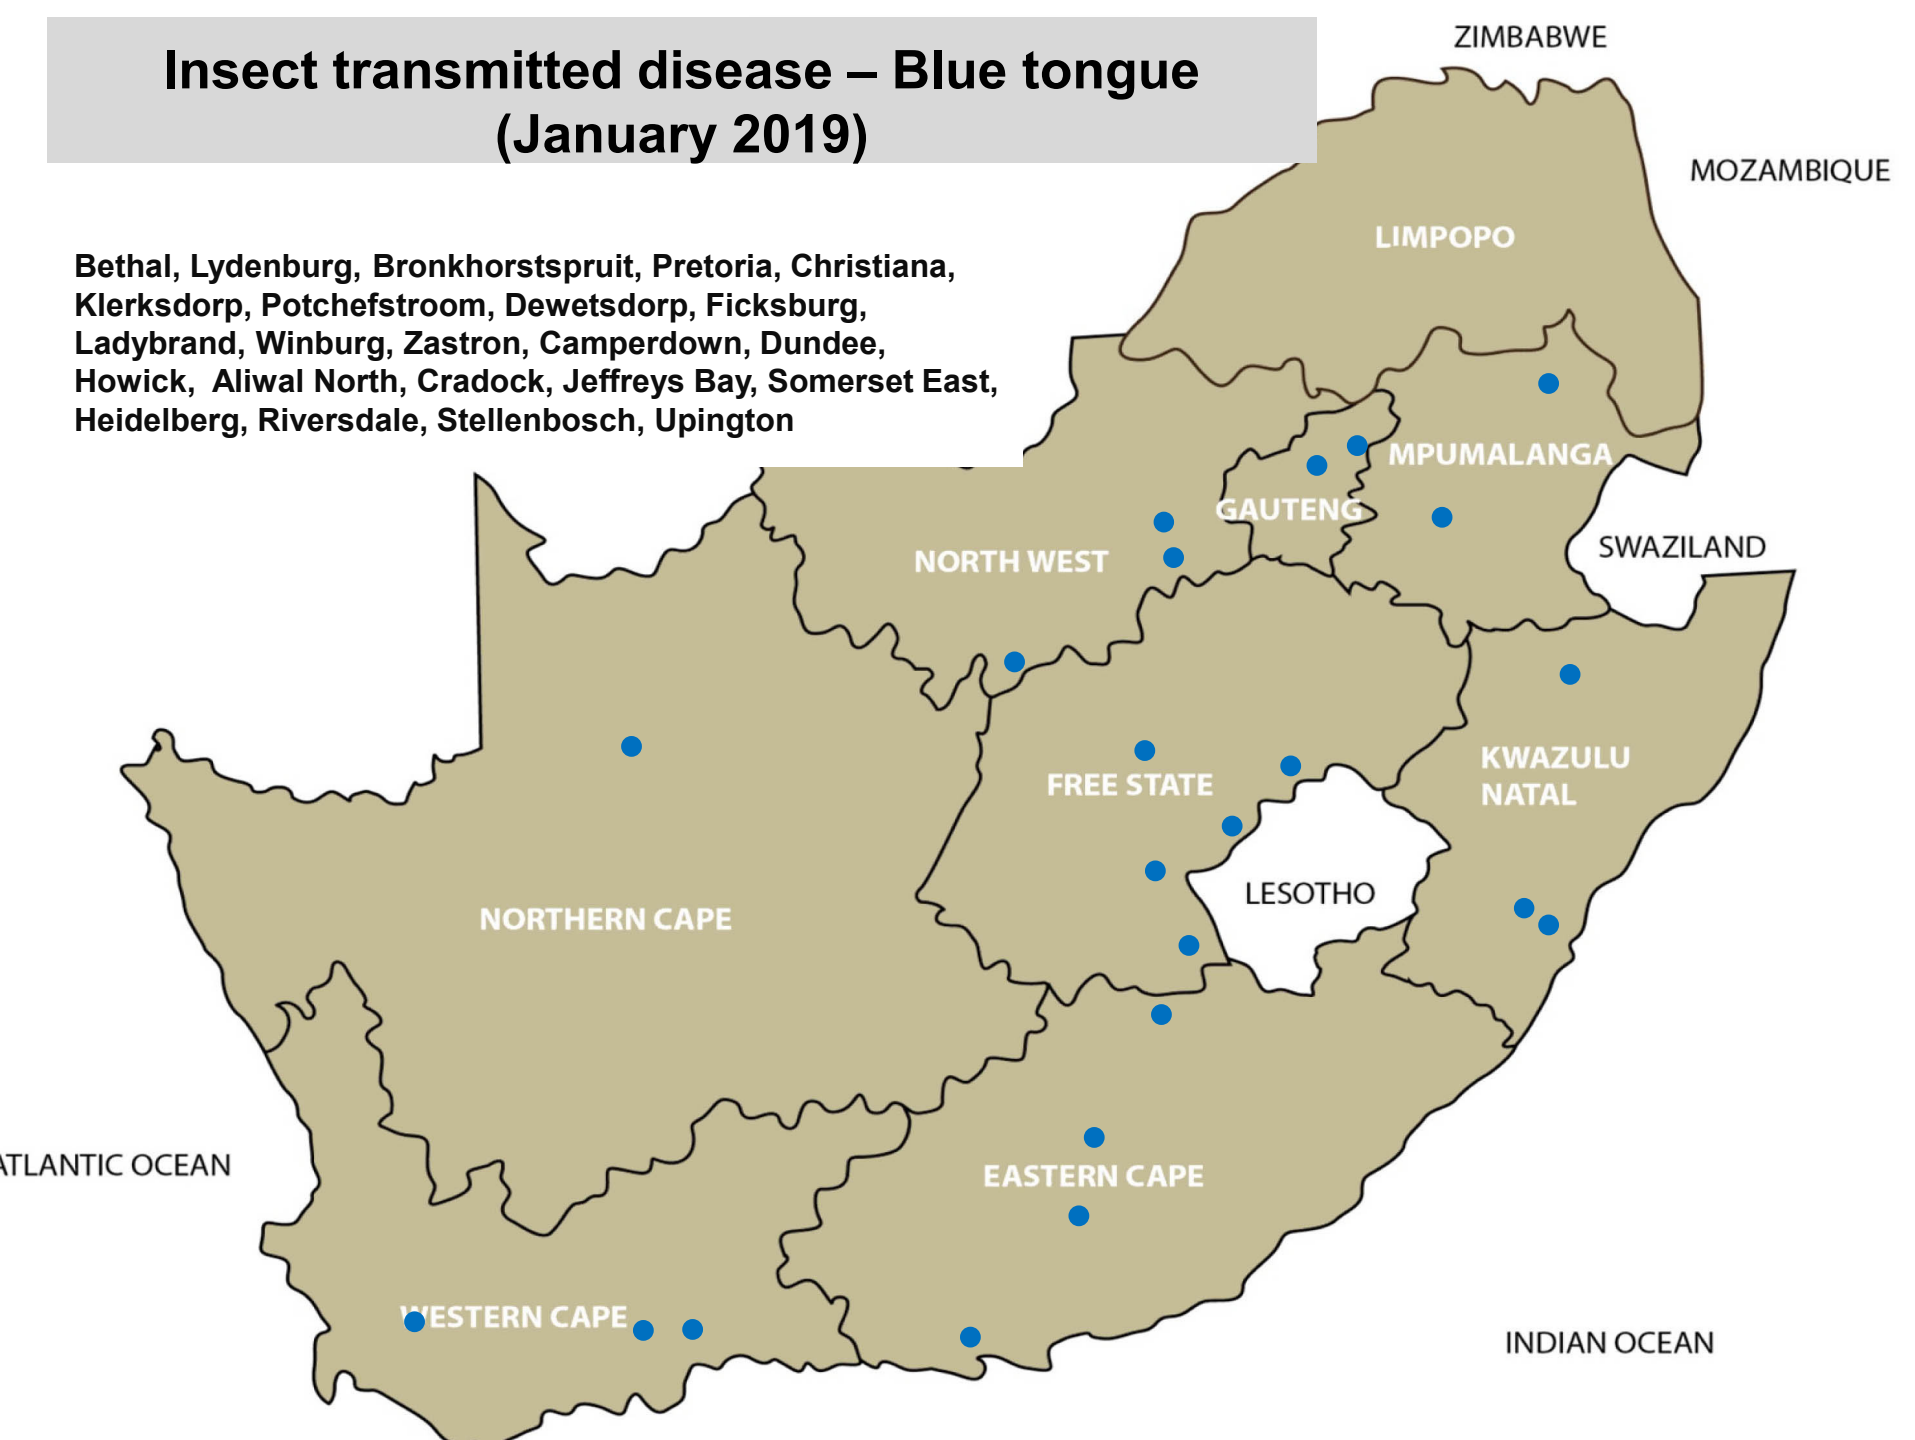 Insect transmitted disease – Blue tongue
(January 2019)
ZIMBABWE
MOZAMBIQUE
LIMPOPO
Bethal, Lydenburg, Bronkhorstspruit, Pretoria, Christiana,
Klerksdorp, Potchefstroom, Dewetsdorp, Ficksburg,
Ladybrand, Winburg, Zastron, Camperdown, Dundee,
Howick,  Aliwal North, Cradock, Jeffreys Bay, Somerset East,
Heidelberg, Riversdale, Stellenbosch, Upington
MPUMALANGA
GAUTENG
SWAZILAND
NORTH WEST
KWAZULU
NATAL
FREE STATE
LESOTHO
NORTHERN CAPE
ATLANTIC OCEAN
EASTERN CAPE
WESTERN CAPE
INDIAN OCEAN